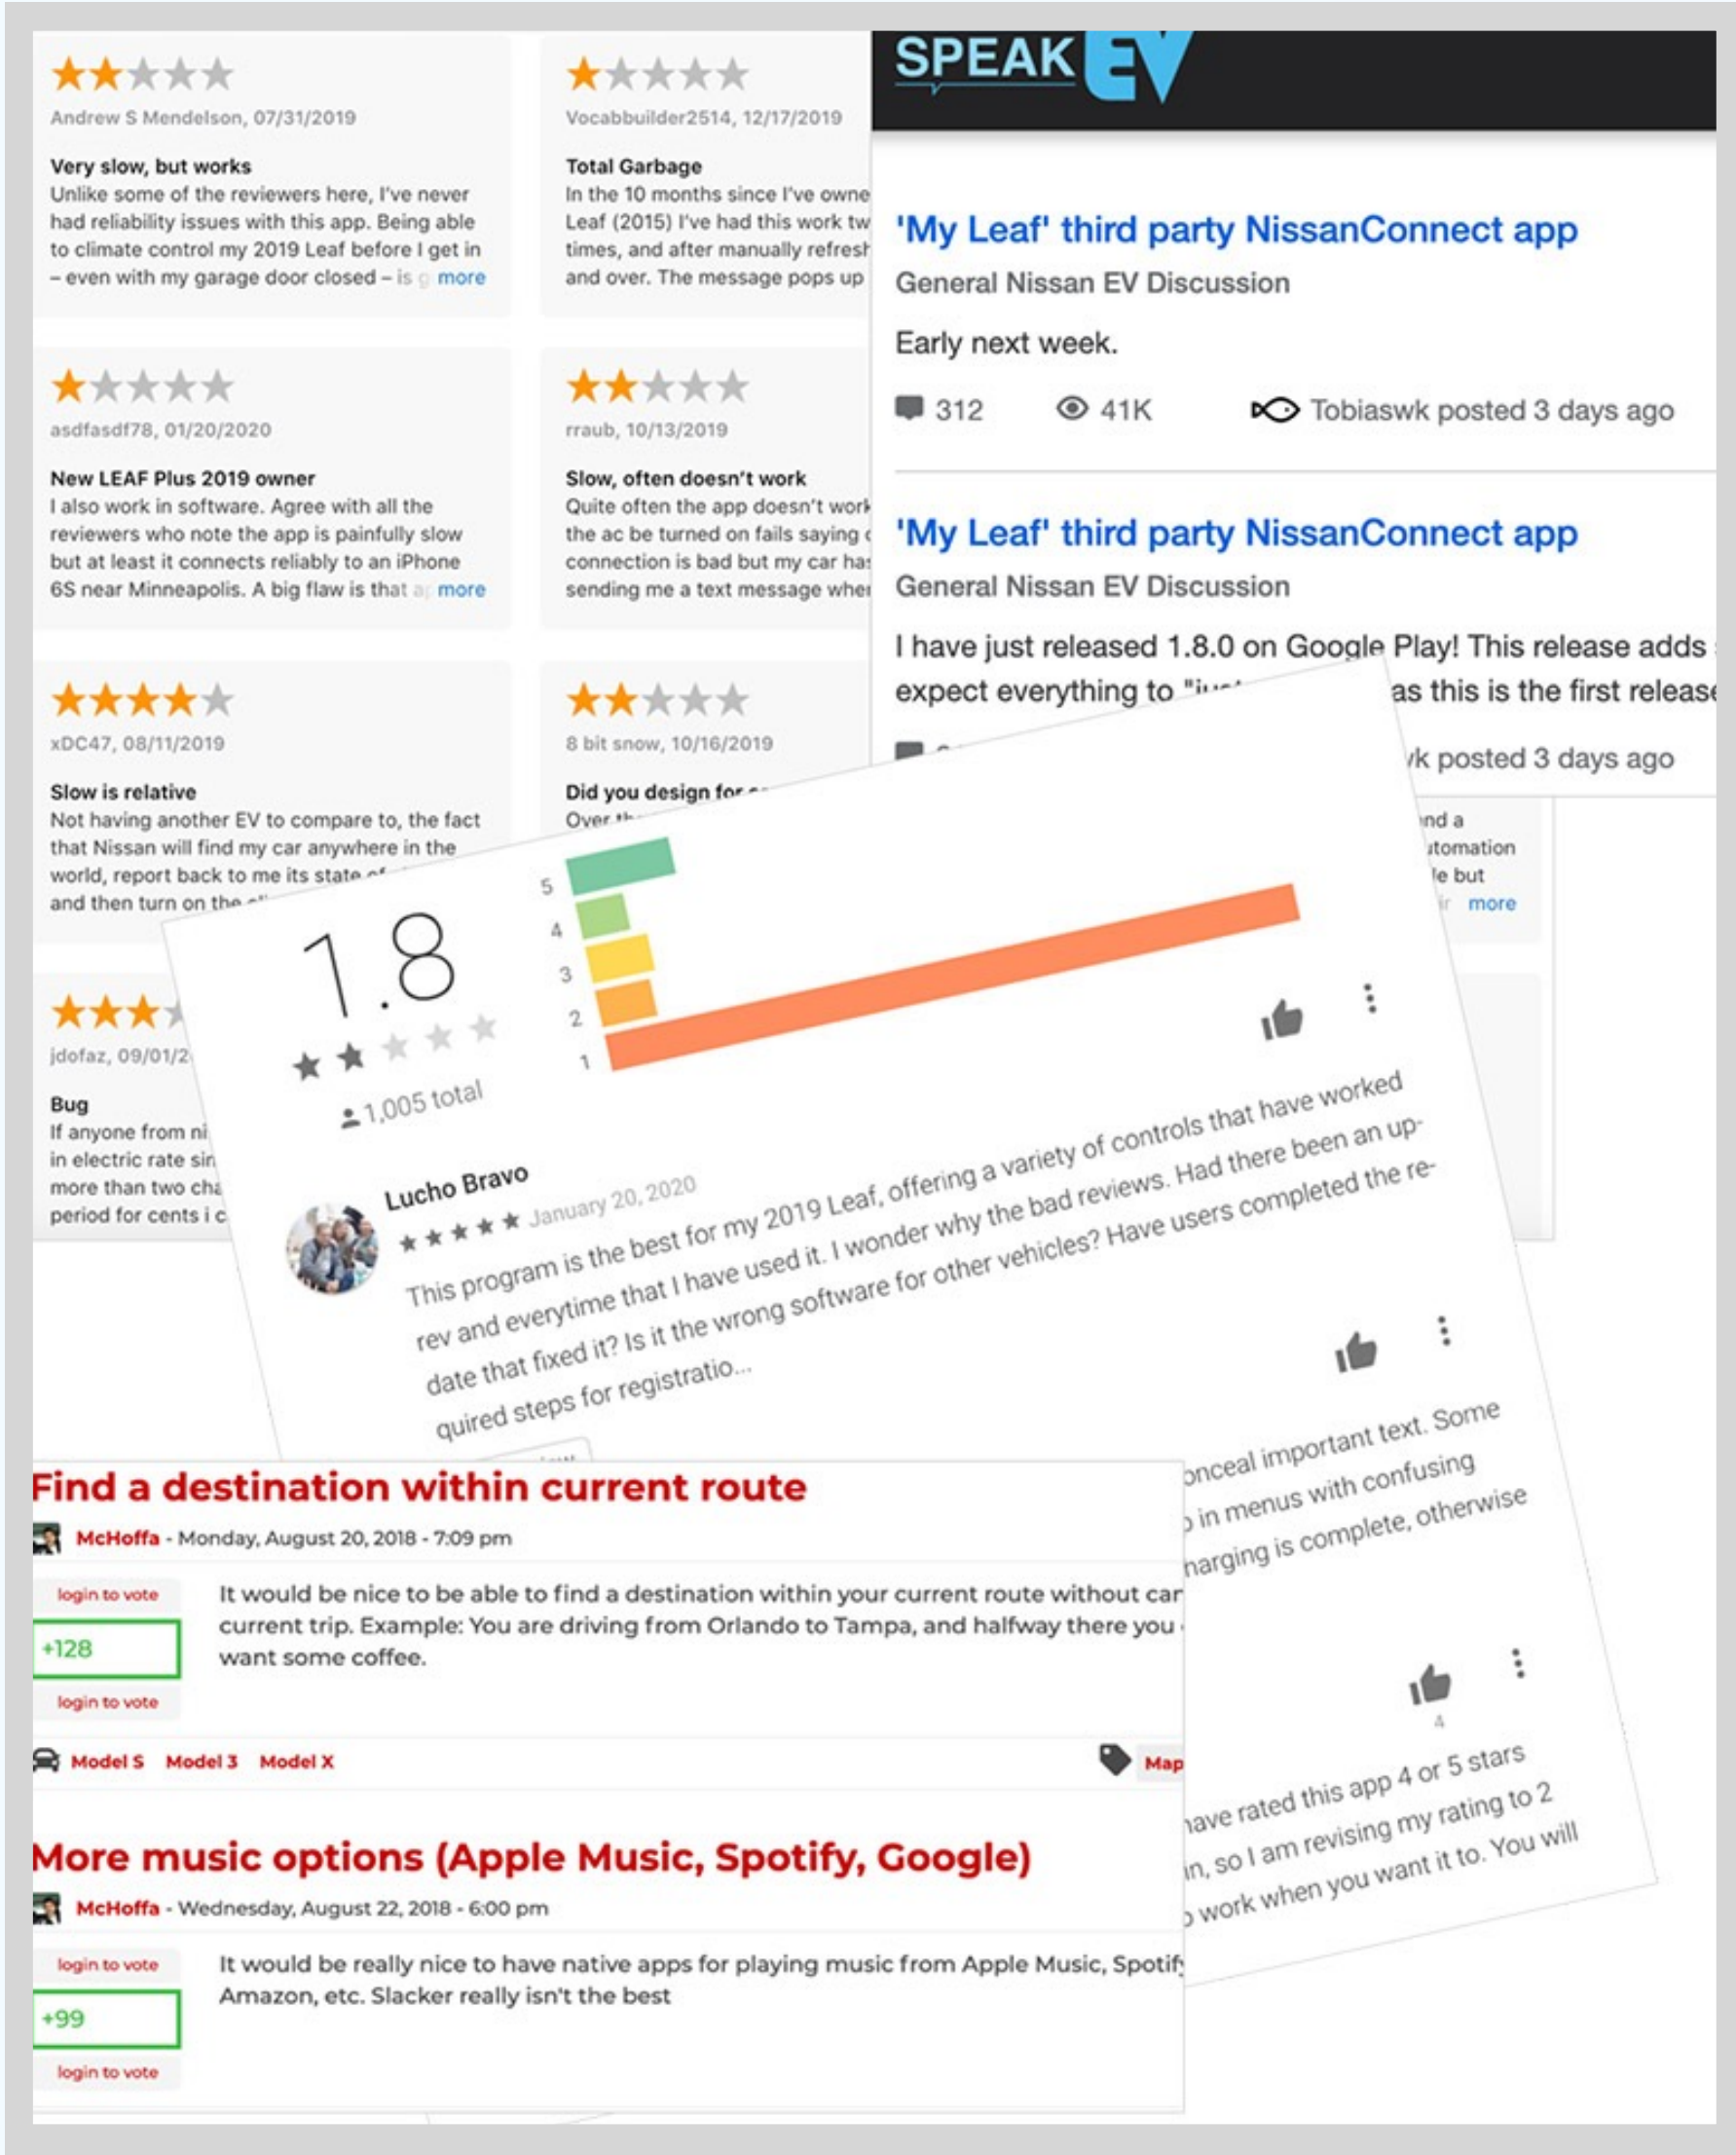 Andrew S Mendelson, 07/31/2019
Very slow, but works
Unlike some of the reviewers here, I've never
had reliability issues with this app. Being able
to climate control my 2019 Leaf before I get in
– even with my garage door closed – is more
Vocabbuilder2514, 12/17/2019
Total Garbage
In the 10 months since I've owne
Leaf (2015) I've had this work tw
times, and after manually refresh
and over. The message pops up
asdfasdf78, 01/20/2020
New LEAF Plus 2019 owner
I also work in software. Agree with all the
reviewers who note the app is painfully slow
but at least it connects reliably to an iPhone
6S near Minneapolis. A big flaw is that more
rraub, 10/13/2019
Slow, often doesn't work
Quite often the app doesn't work
the ac be turned on fails saying
connection is bad but my car has
sending me a text message when
xDC47, 08/11/2019
Slow is relative
Not having another EV to compare to, the fact
that Nissan will find my car anywhere in the
world, report back to me its state
and then turn on the
8 bit snow, 10/16/2019
Did you design for
Over
jdofaz, 09/01/2
Bug
If anyone from ni
in electric rate sin
more than two cha
period for cents i c
SPEAK EV
'My Leaf' third party NissanConnect app
General Nissan EV Discussion
Early next week.
312 41K Tobiaswk posted 3 days ago
'My Leaf' third party NissanConnect app
General Nissan EV Discussion
I have just released 1.8.0 on Google Play! This release adds
expect everything to as this is the first release
posted 3 days ago
nd a
utomation
le but
ir more
1.8
1,005 total
5
4
3
2
1
Lucho Bravo
January 20, 2020
This program is the best for my 2019 Leaf, offering a variety of controls that have worked
rev and everytime that I have used it. I wonder why the bad reviews. Had there been an up-
date that fixed it? Is it the wrong software for other vehicles? Have users completed the re-
quired steps for registratio...
onceal important text. Some
in menus with confusing
harging is complete, otherwise
4
have rated this app 4 or 5 stars
in, so I am revising my rating to 2
work when you want it to. You will
Find a destination within current route
McHoffa - Monday, August 20, 2018 - 7:09 pm
login to vote
+128
login to vote
It would be nice to be able to find a destination within your current route without can
current trip. Example: You are driving from Orlando to Tampa, and halfway there you
want some coffee.
Model S Model 3 Model X
Map
More music options (Apple Music, Spotify, Google)
McHoffa - Wednesday, August 22, 2018 - 6:00 pm
login to vote
+99
login to vote
It would be really nice to have native apps for playing music from Apple Music, Spotify
Amazon, etc. Slacker really isn't the best